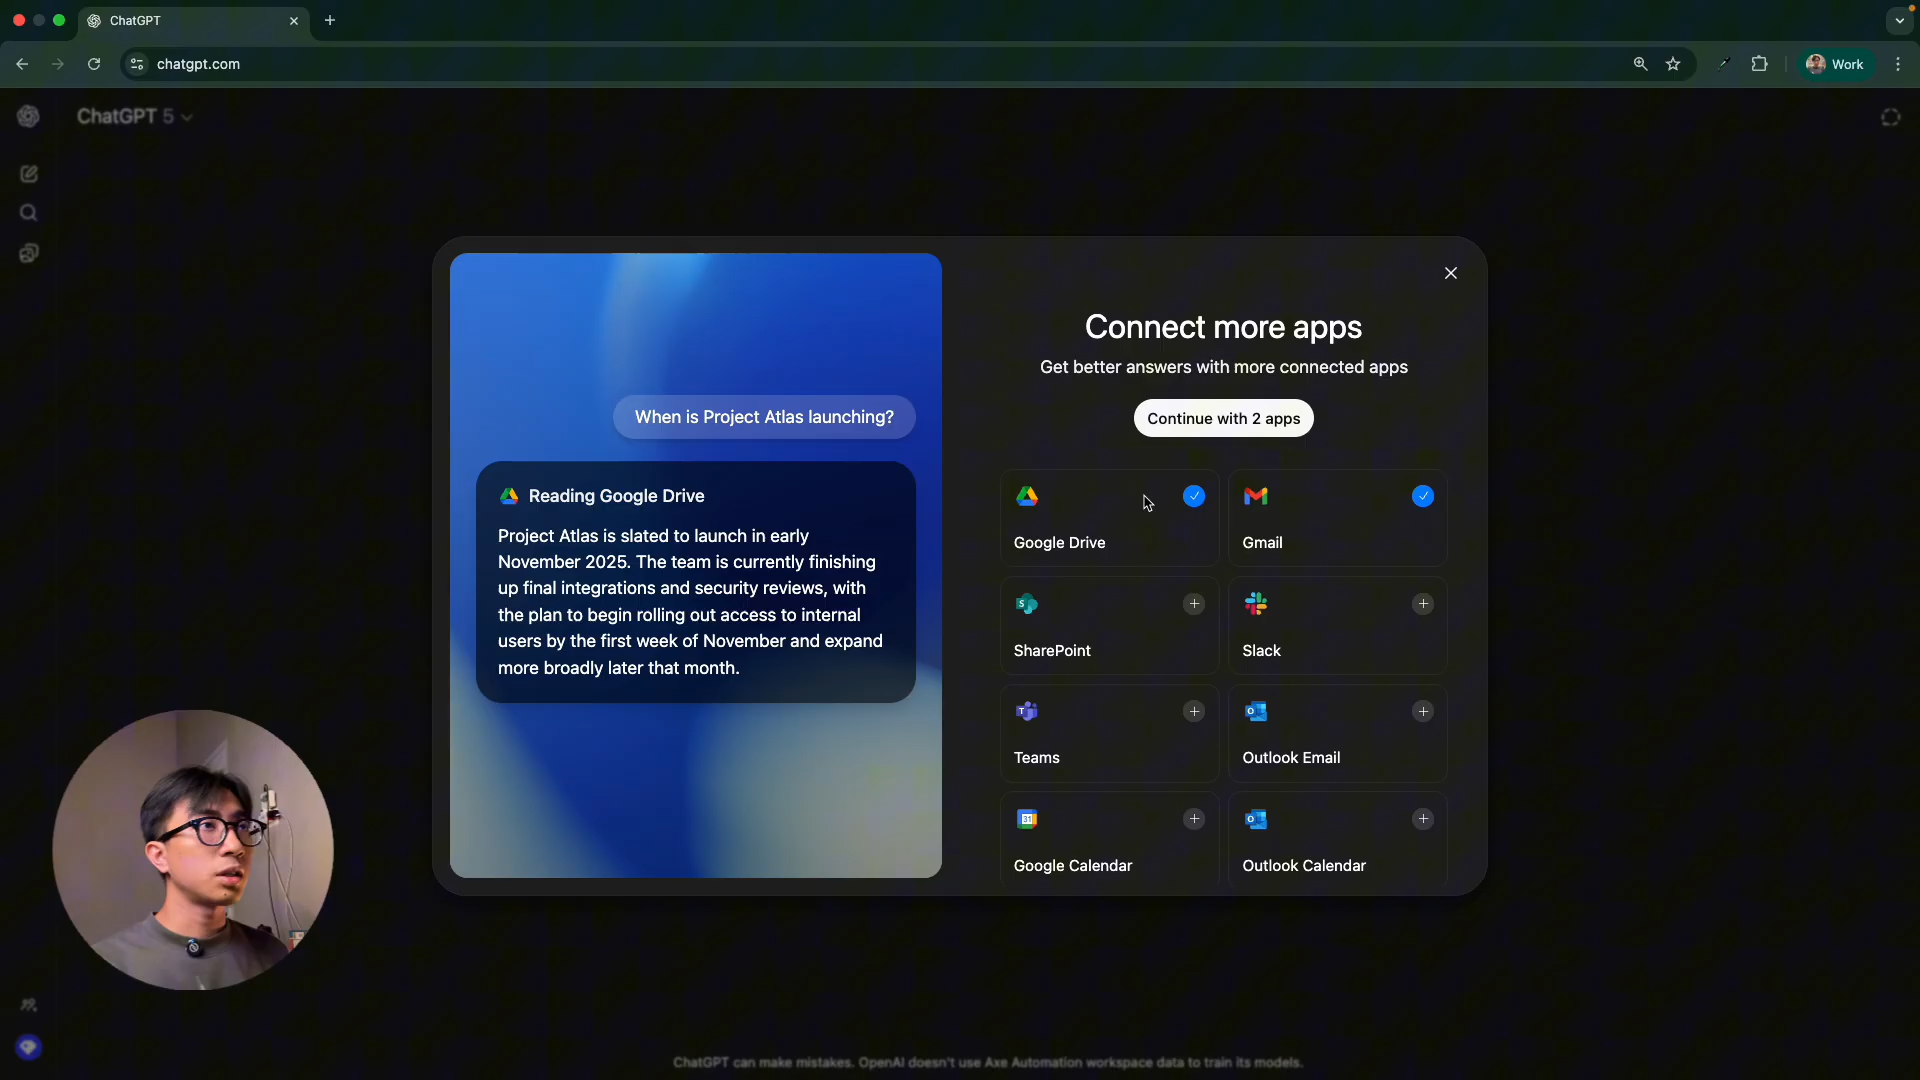 ChatGPT
chatgpt.com
Work
ChatGPT 5
When is Project Atlas launching?
Reading Google Drive
Project Atlas is slated to launch in early
November 2025. The team is currently finishing
up final integrations and security reviews, with
the plan to begin rolling out access to internal
users by the first week of November and expand
more broadly later that month.
Connect more apps
Get better answers with more connected apps
Continue with 2 apps
Google Drive
Gmail
SharePoint
Slack
Teams
Outlook Email
31
Google Calendar
Outlook Calendar
ChatGPT can make mistakes. OpenAI doesn't use Axe Automation workspace data to train its models.